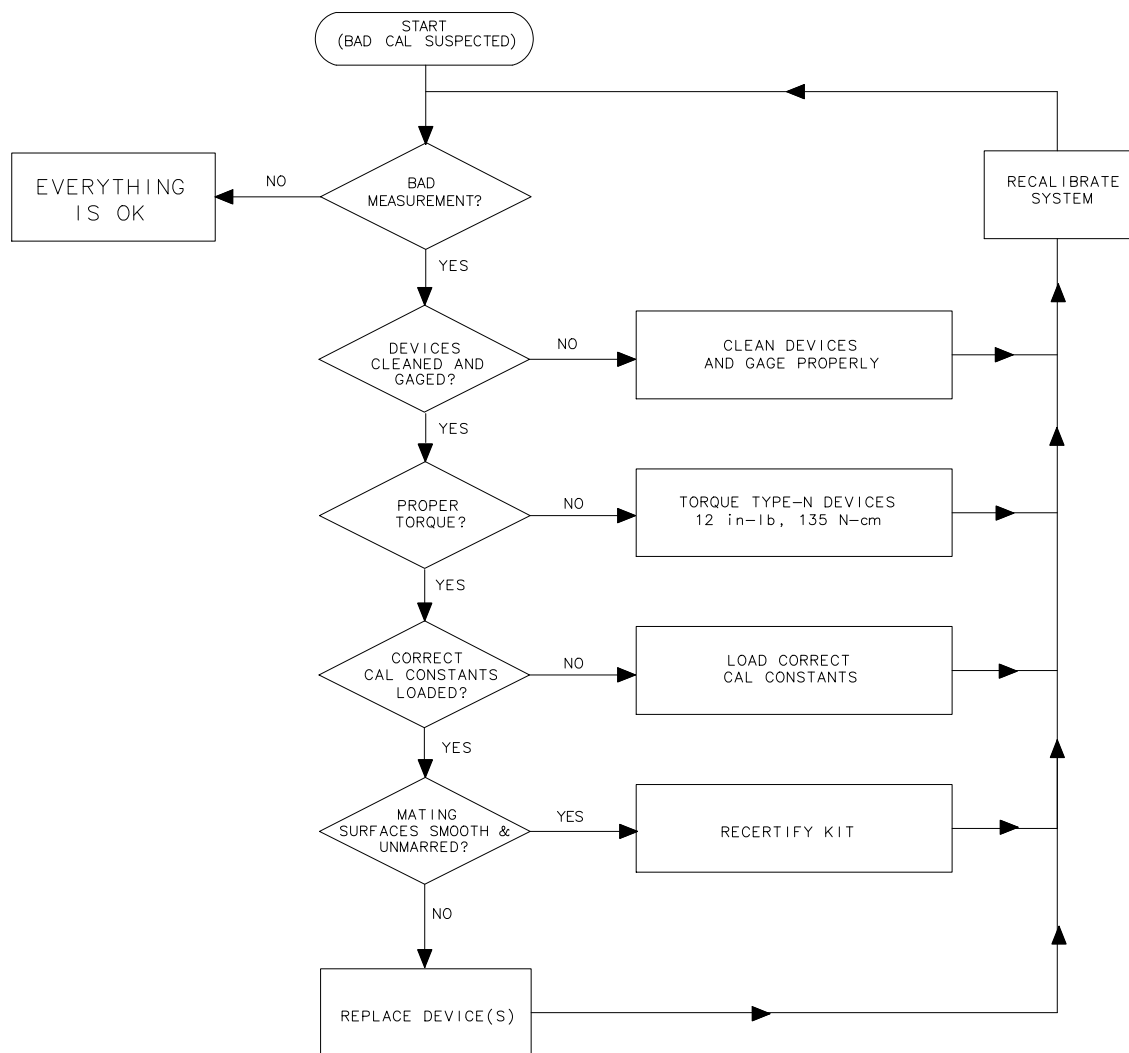 START
(BAD CAL SUSPECTED)
BAD
MEASUREMENT?
NO
EVERYTHING
IS OK
RECALIBRATE
SYSTEM
YES
DEVICES
CLEANED AND
GAGED?
NO
CLEAN DEVICES
AND GAGE PROPERLY
YES
PROPER
TORQUE?
NO
TORQUE TYPE-N DEVICES
12 in-lb, 135 N-cm
YES
CORRECT
CAL CONSTANTS
LOADED?
NO
LOAD CORRECT
CAL CONSTANTS
YES
MATING
SURFACES SMOOTH &
UNMARRED?
YES
RECERTIFY KIT
NO
REPLACE DEVICE(S)